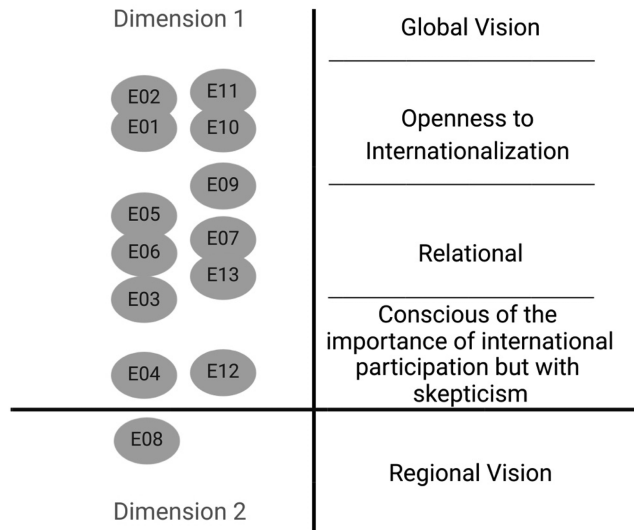 Dimension 1
Global Vision
E02
E11
E01
E10
Openness to
Internationalization
E09
E05
E07
E06
E13
Relational
E03
Conscious of the
importance of international
participation but with
skepticism
E04
E12
E08
Regional Vision
Dimension 2